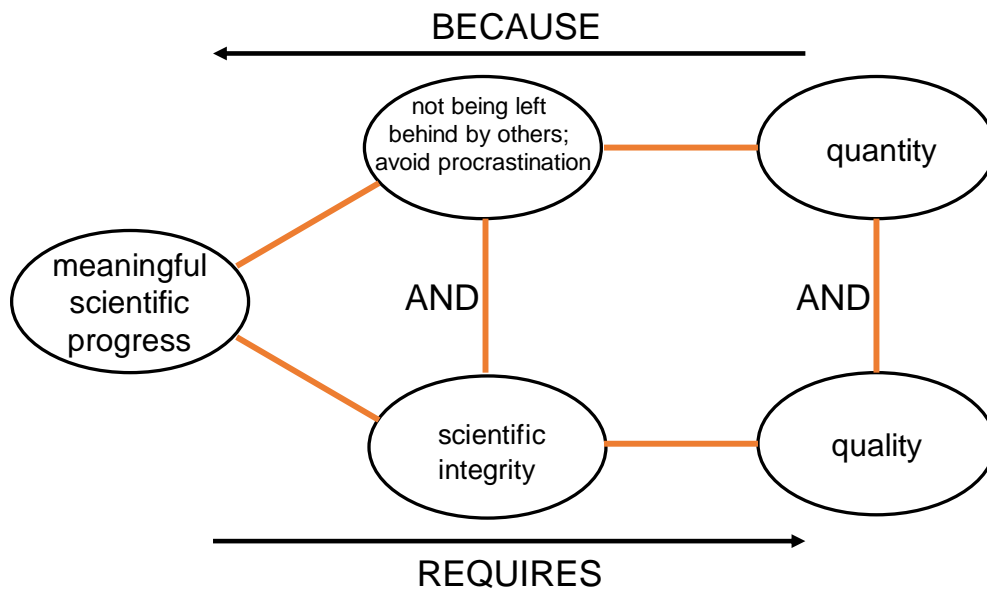 BECAUSE
not being left
behind by others;
avoid procrastination
quantity
meaningful
scientific
progress
AND
AND
scientific
integrity
quality
REQUIRES